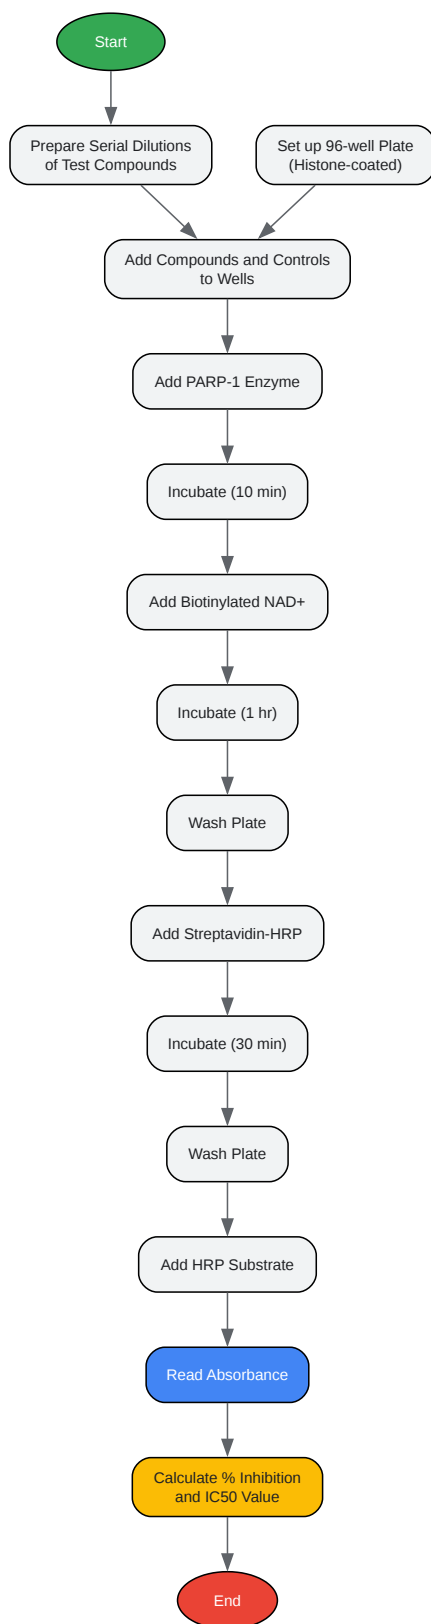 Start
Prepare Serial Dilutions
of Test Compounds
Set up 96-well Plate
(Histone-coated)
Add Compounds and Controls
to Wells
Add PARP-1 Enzyme
Incubate (10 min)
Add Biotinylated NAD+
Incubate (1 hr)
Wash Plate
Add Streptavidin-HRP
Incubate (30 min)
Wash Plate
Add HRP Substrate
Read Absorbance
Calculate % Inhibition
and IC50 Value
End